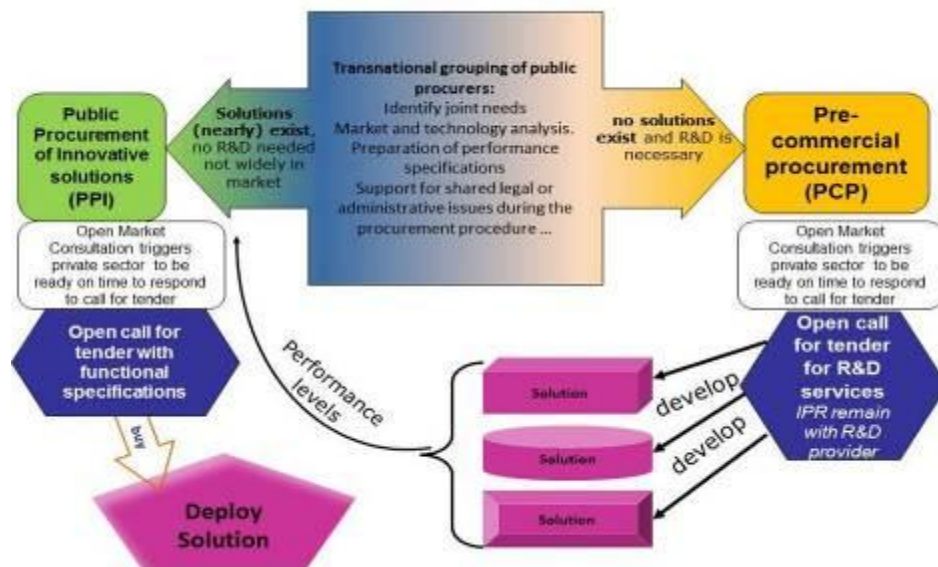 Transnational grouping of public
procurers:
Identify joint needs
Market and technology analysis.
Preparation of performance
specifications
Support for shared legal or
administrative issues during the
procurement procedure ...
Public
Procurement
of Innovative
solutions
(PPI)
Solutions
(nearly) exist,
no R&D needed
not widely in
market
no solutions
exist and R&D is
necessary
Pre-
commercial
procurement
(PCP)
Open Market
Consultation triggers
private sector to be
ready on time to respond
to call for tender
Open Market
Consultation triggers
private sector to be
ready on time to respond
to call for tender
Open call for
tender with
functional
specifications
Open call
for tender
for R&D
services
IPR remain
with R&D
provider
Performance
levels
Solution
Solution
Solution
develop
develop
buy
Deploy
Solution